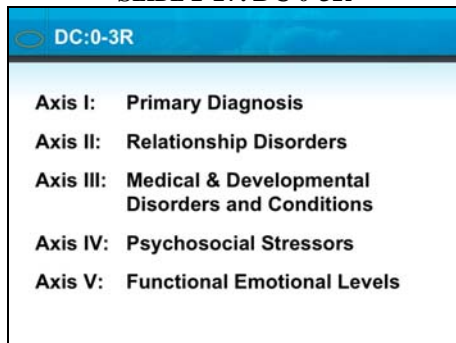 DC:0-3R
Axis I: Primary Diagnosis
Axis II: Relationship Disorders
Axis III: Medical & Developmental
Disorders and Conditions
Axis IV: Psychosocial Stressors
Axis V: Functional Emotional Levels